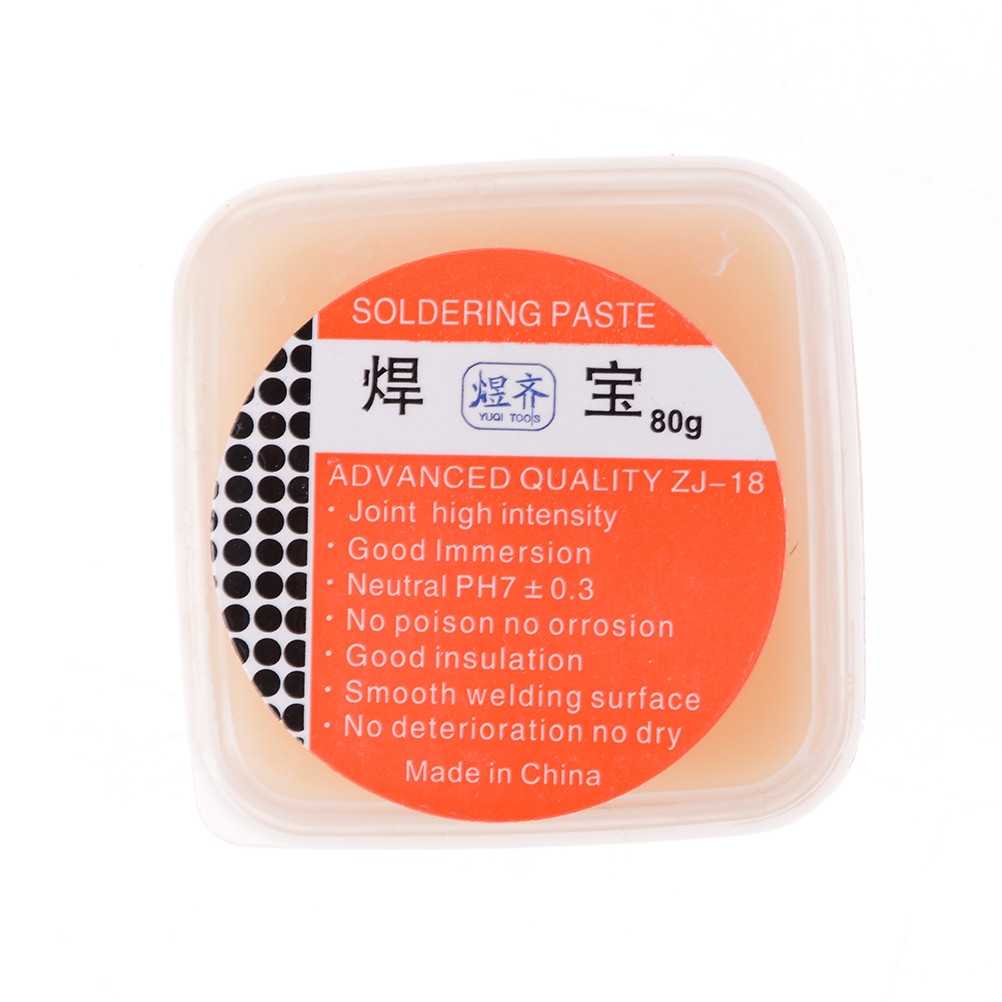 SOLDERING PASTE
焊 煜齐 宝 80g
YUQI TOOlS
ADVANCED QUALITY ZJ-18
· Joint high intensity
· Good Immersion
· Neutral PH7 ± 0.3
· No poison no orrosion
· Good insulation
· Smooth welding surface
· No deterioration no dry
Made in China